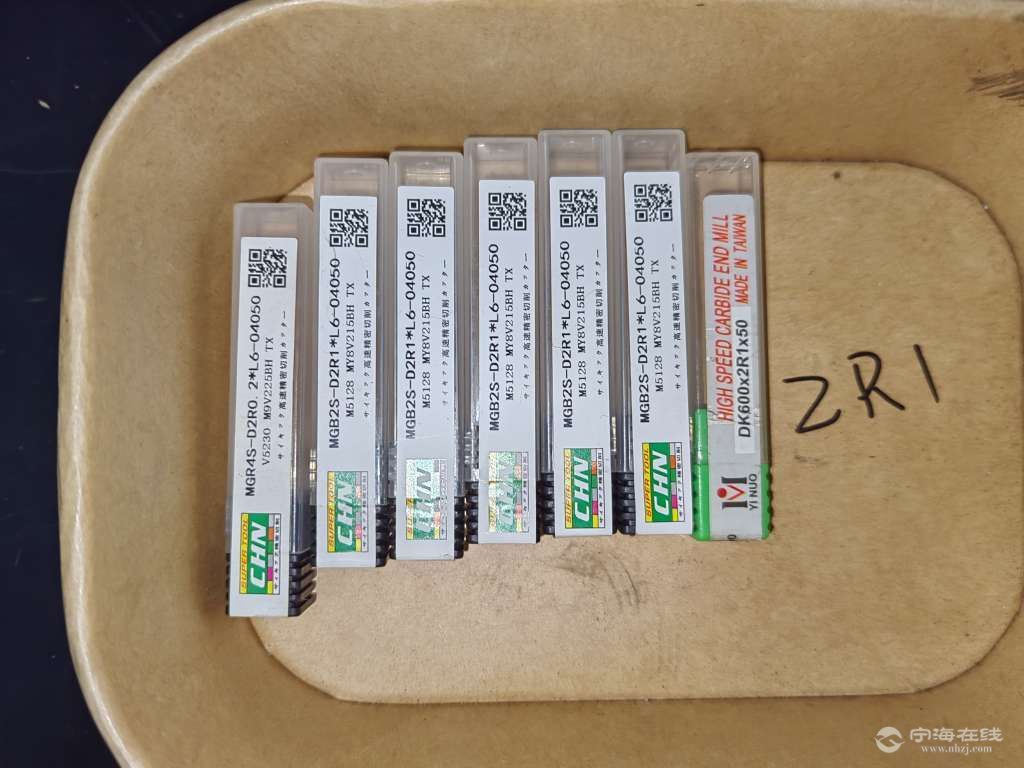 MGR4S-D2R0.2*L6-04050
V5230 M9V225BH TX
サイキック高速精密切削カッター
SUPER TOOL
CHN
MGB2S-D2R1*L6-04050
M5128 MY8V215BH TX
サイキック高速精密切削カッター
SUPER TOOL
CHN
MGB2S-D2R1*L6-04050
M5128 MY8V215BH TX
サイキック高速精密切削カッター
CHN
MGB2S-D2R1*L6-04050
M5128 MY8V215BH TX
サイキック高速精密切削カッター
CHN
MGB2S-D2R1*L6-04050
M5128 MY8V215BH TX
サイキック高速精密切削カッター
SUPER TOOL
CHN
MGB2S-D2R1*L6-04050
M5128 MY8V215BH TX
サイキック高速精密切削カッター
SUPER TOOL
CHN
HIGH SPEED CARBIDE END MILL
MADE IN TAIWAN
DK600x2R1x50
YI NUO
2R1
宁海在线
www.nhzj.com